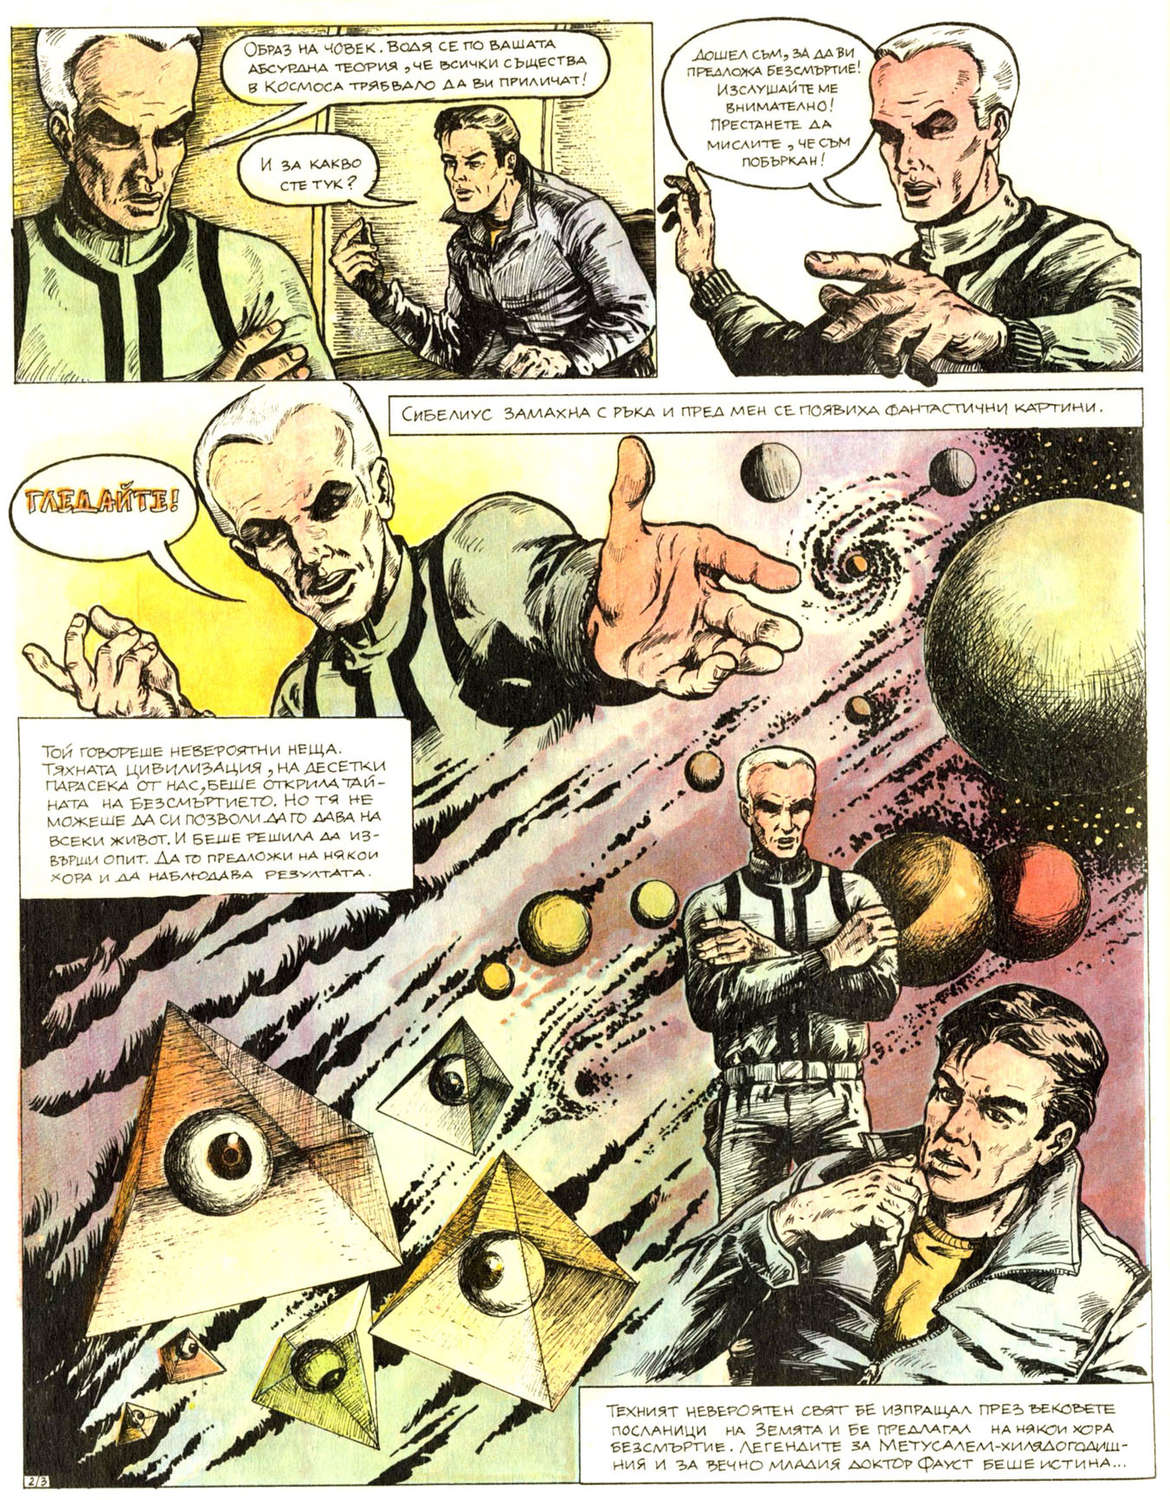 ОБРАЗ НА ЧОВЕК. ВОДЯ СЕ ПО ВАШАТА
АБСУРДНА ТЕОРИЯ, ЧЕ ВСИЧКИ СЪЩЕСТВА
В КОСМОСА ТРЯБВАЛО ДА ВИ ПРИЛИЧАТ!
И ЗА КАКВО
СТЕ ТУК?
ДОШЕЛ СЪМ, ЗА ДА ВИ
ПРЕДЛОЖА БЕЗСМЪРТИЕ!
ИЗСЛУШАЙТЕ МЕ
ВНИМАТЕЛНО!
ПРЕСТАНЕТЕ ДА
МИСЛИТЕ, ЧЕ СЪМ
ПОБЪРКАН!
СИБЕЛИУС ЗАМАХНА С РЪКА И ПРЕД МЕН СЕ ПОЯВИХА ФАНТАСТИЧНИ КАРТИНИ.
ГЛЕДАЙТЕ!
ТОЙ ГОВОРЕШЕ НЕВЕРОЯТНИ НЕЩА.
ТЯХНАТА ЦИВИЛИЗАЦИЯ, НА ДЕСЕТКИ
ПАРАСЕКА ОТ НАС, БЕШЕ ОТКРИЛА ТАЙ-
НАТА НА БЕЗСМЪРТИЕТО. НО ТЯ НЕ
МОЖЕШЕ ДА СИ ПОЗВОЛИ ДА ГО ДАВА НА
ВСЕКИ ЖИВОТ. И БЕШЕ РЕШИЛА ДА ИЗ-
ВЪРШИ ОПИТ. ДА ГО ПРЕДЛОЖИ НА НЯКОИ
ХОРА И ДА НАБЛЮДАВА РЕЗУЛТАТА.
ТЕХНИЯТ НЕВЕРОЯТЕН СВЯТ БЕ ИЗПРАЩАЛ ПРЕЗ ВЕКОВЕТЕ
ПОСЛАНИЦИ НА ЗЕМЯТА И БЕ ПРЕДЛАГАЛ НА НЯКОИ ХОРА
БЕЗСМЪРТИЕ. ЛЕГЕНДИТЕ ЗА МЕТУСАЛЕМ-ХИЛЯДОГОДИШ-
НИЯ И ЗА ВЕЧНО МЛАДИЯ ДОКТОР ФАУСТ БЕШЕ ИСТИНА...
2/3